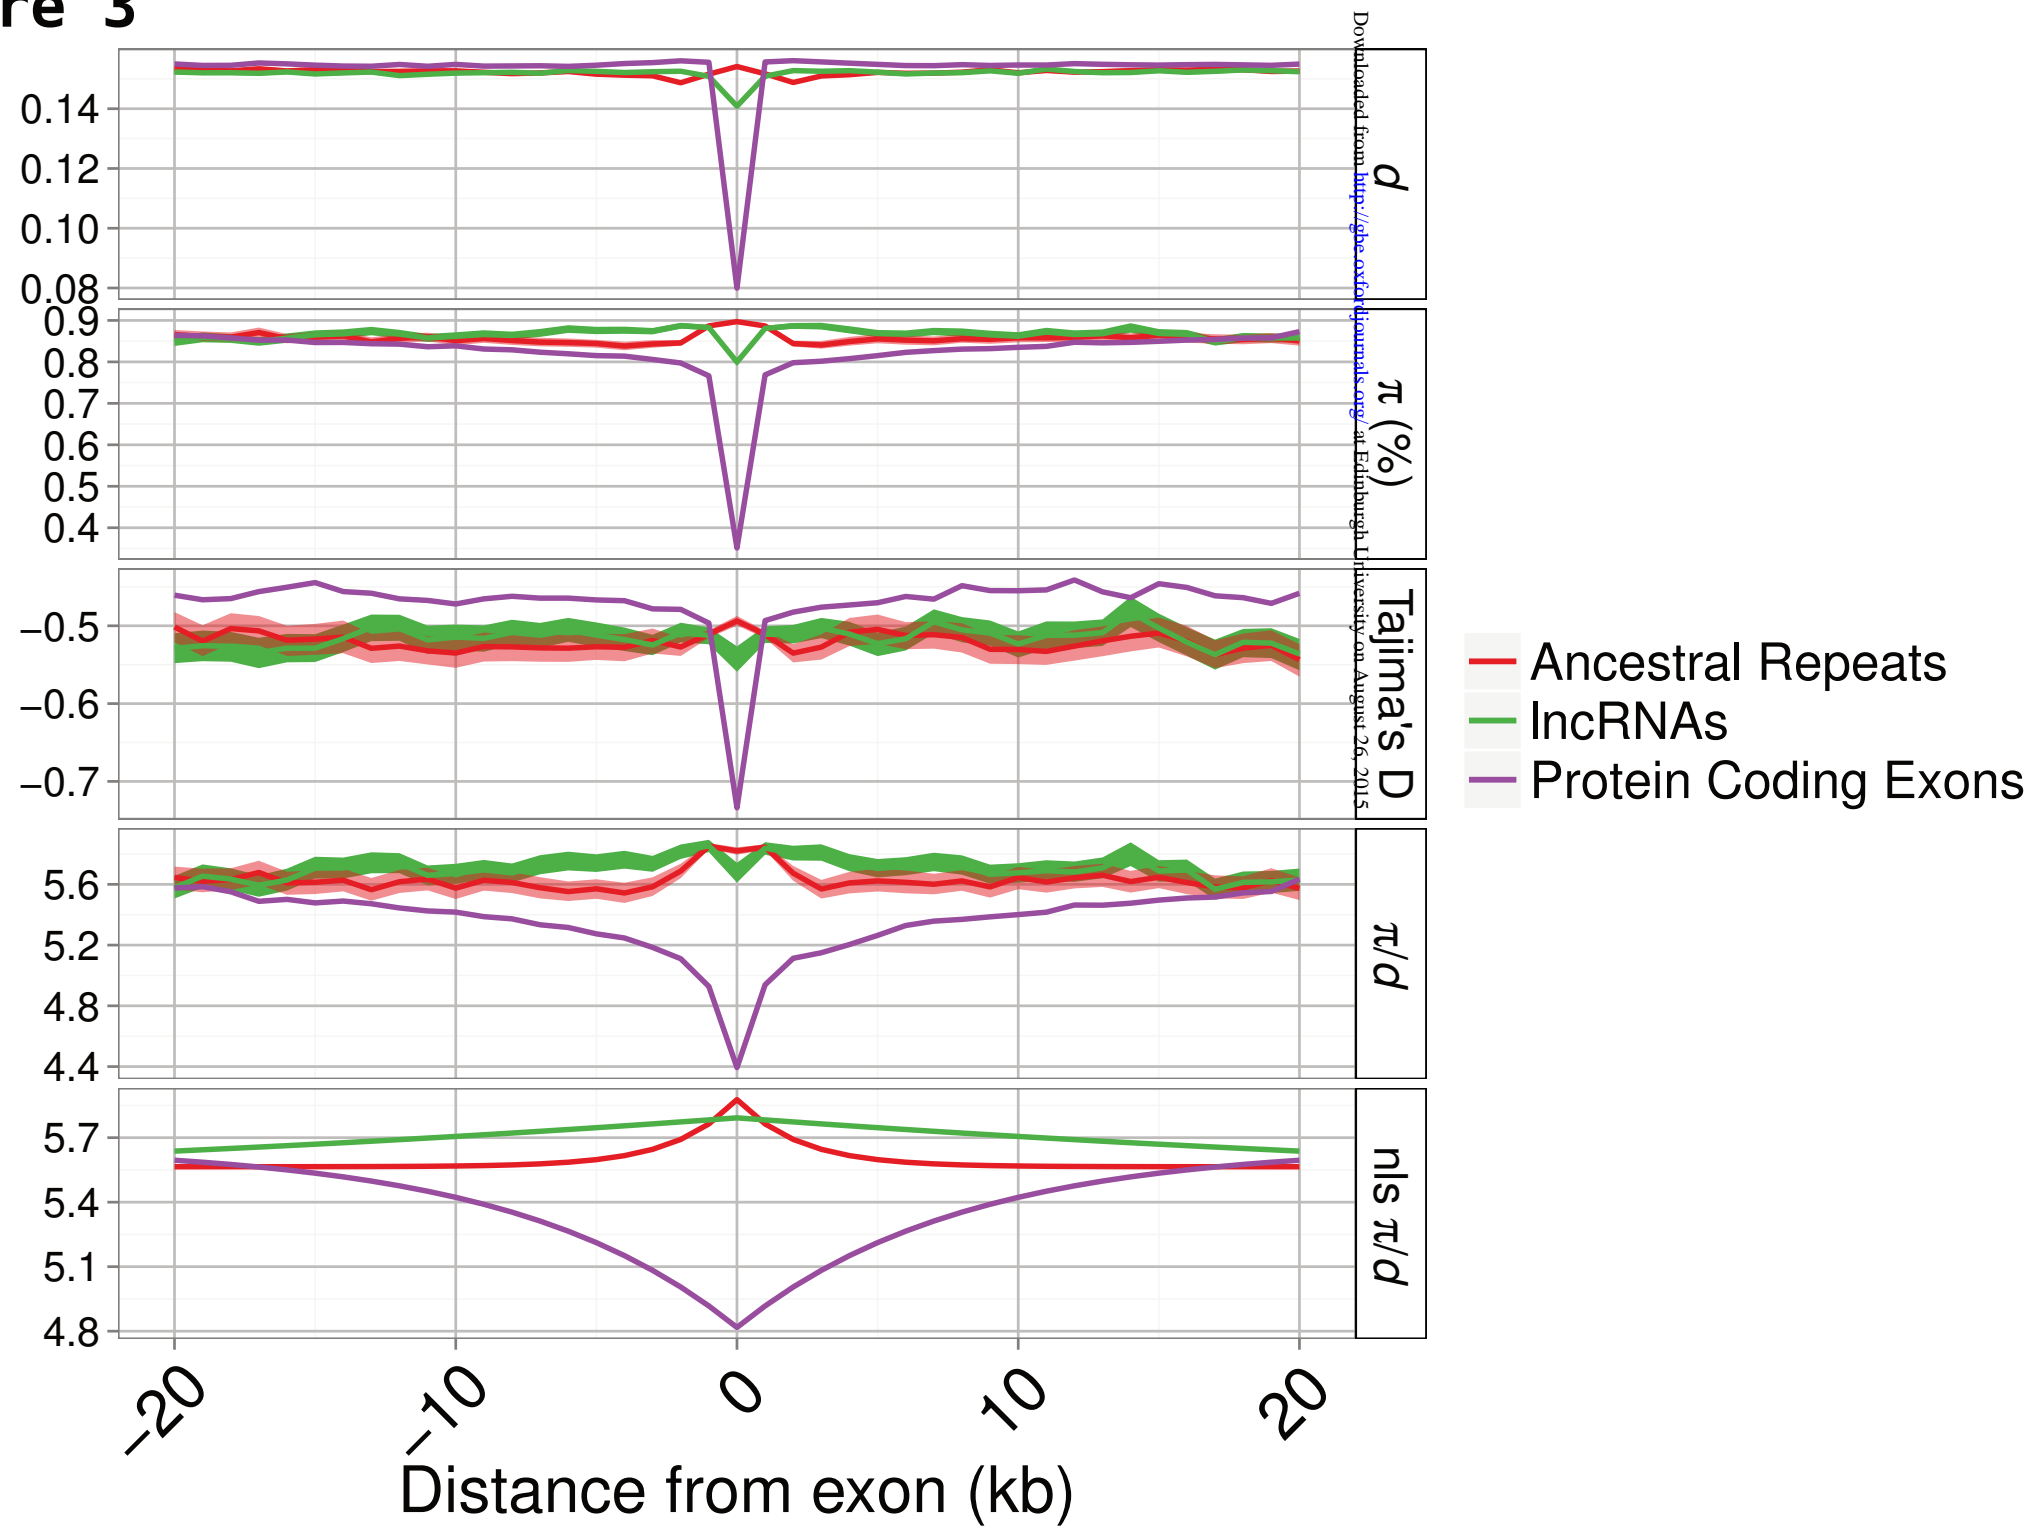 re 3
0.14
0.12
0.10
0.08
d
0.9
0.8
0.7
0.6
0.5
0.4
π (%)
−0.5
−0.6
−0.7
Tajima's D
5.6
5.2
4.8
4.4
π/d
5.7
5.4
5.1
4.8
nls π/d
−20
−10
0
10
20
Distance from exon (kb)
Ancestral Repeats
lncRNAs
Protein Coding Exons
Downloaded from http://gbe.oxfordjournals.org/ at Edinburgh University on August 26, 2015